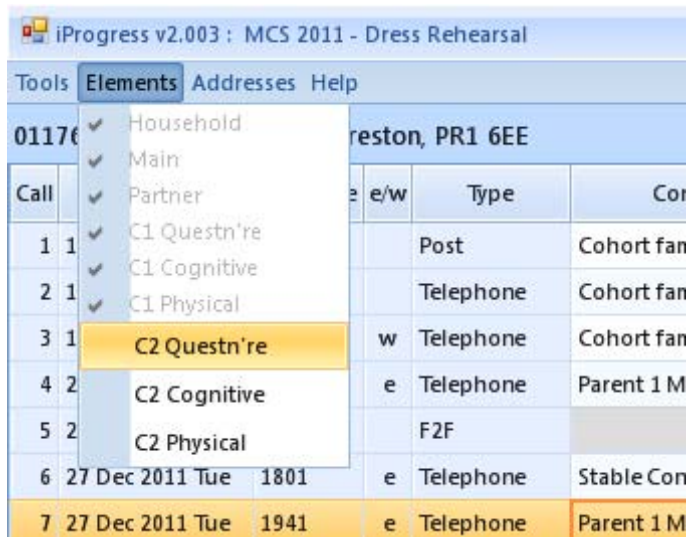 iProgress v2.003 : MCS 2011 - Dress Rehearsal
Tools Elements Addresses Help
0117 reston, PR1 6EE
Household
Main
Partner
C1 Questn're
C1 Cognitive
C1 Physical
C2 Questn're
C2 Cognitive
C2 Physical
Call e e/w Type Cor
1 1 Post Cohort fam
2 1 Telephone Cohort fam
3 1 w Telephone Cohort fam
4 2 e Telephone Parent 1 M
5 2 F2F
6 27 Dec 2011 Tue 1801 e Telephone Stable Con
7 27 Dec 2011 Tue 1941 e Telephone Parent 1 M